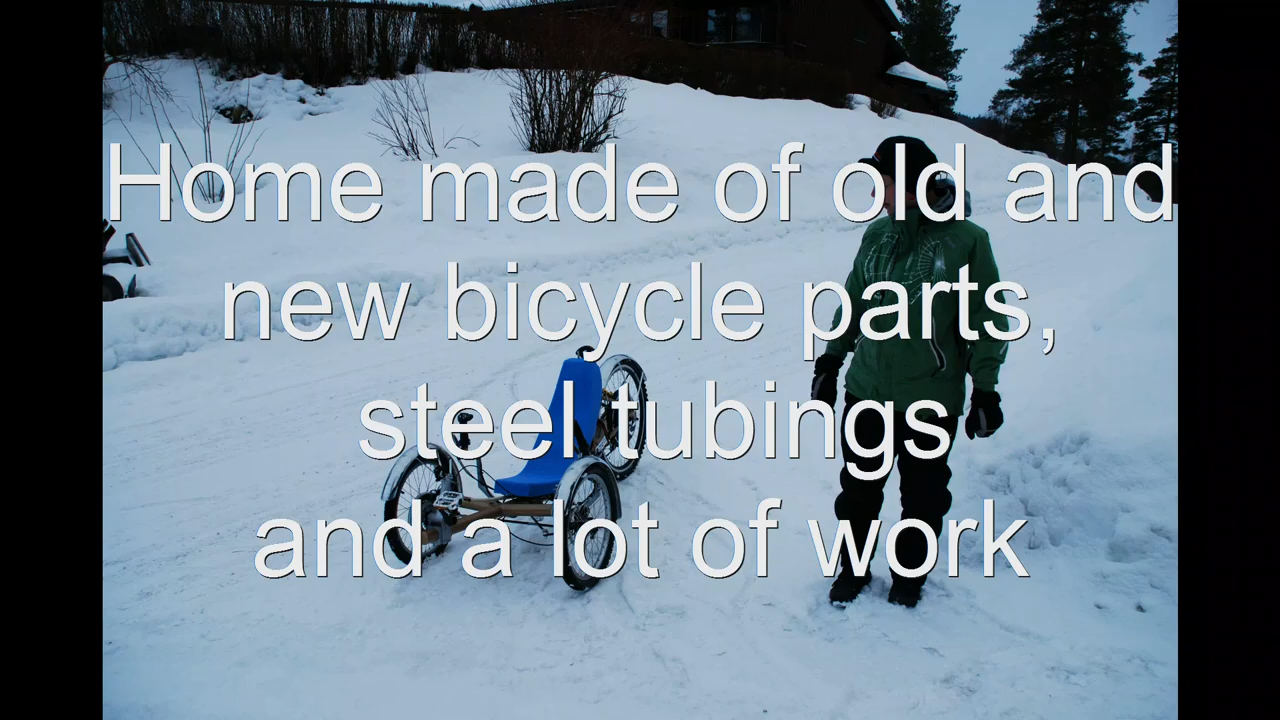 Home made of old and
new bicycle parts,
steel tubings
and a lot of work